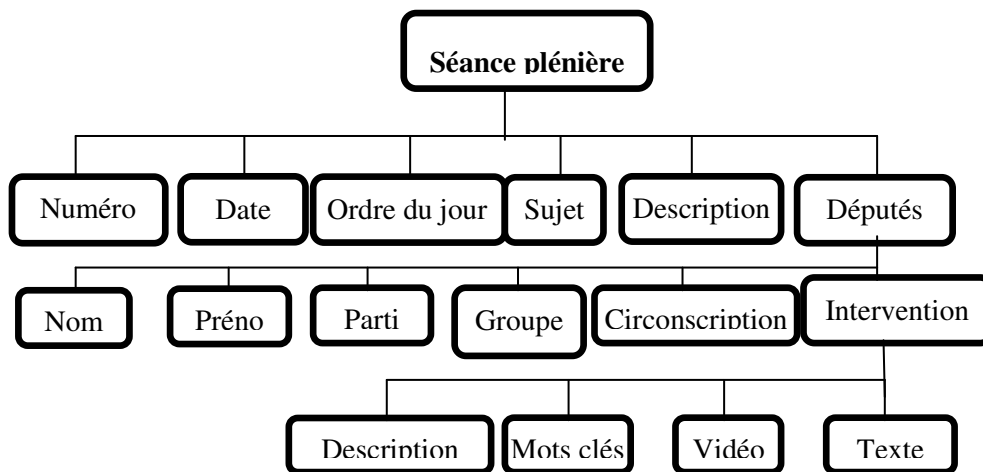 Séance plénière
Numéro
Date
Ordre du jour
Sujet
Description
Députés
Nom
Préno
Parti
Groupe
Circonscription
Intervention
Description
Mots clés
Vidéo
Texte